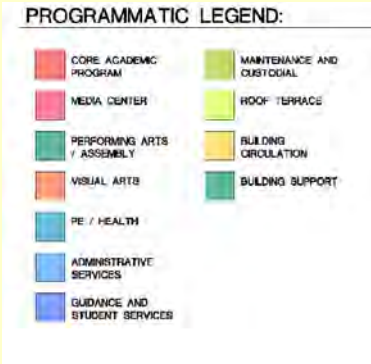 PROGRAMMATIC LEGEND:
CORE ACADEMIC
PROGRAM
MEDIA CENTER
PERFORMING ARTS
/ ASSEMBLY
VISUAL ARTS
PE / HEALTH
ADMINISTRATIVE
SERVICES
GUIDANCE AND
STUDENT SERVICES
MAINTENANCE AND
CUSTODIAL
ROOF TERRACE
BUILDING
CIRCULATION
BUILDING SUPPORT